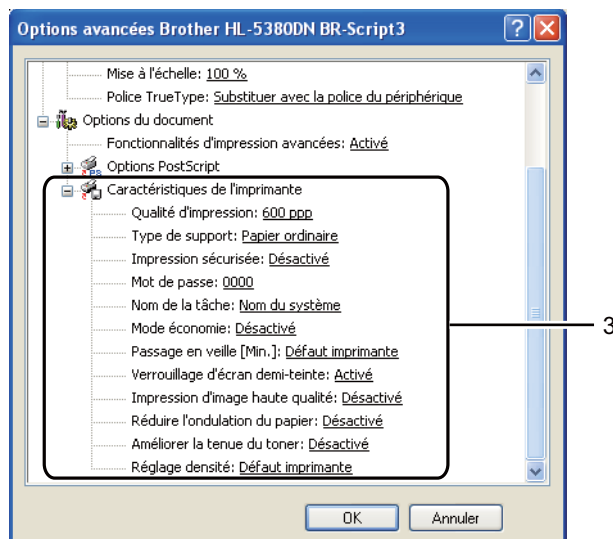 Options avancées Brother HL-5380DN BR-Script3
Mise à l'échelle: 100 %
Police TrueType: Substituer avec la police du périphérique
Options du document
Fonctionnalités d'impression avancées: Activé
Options PostScript
Caractéristiques de l'imprimante
Qualité d'impression: 600 ppp
Type de support: Papier ordinaire
Impression sécurisée: Désactivé
Mot de passe: 0000
Nom de la tâche: Nom du système
Mode économie: Désactivé
Passage en veille [Min.]: Défaut imprimante
Verrouillage d'écran demi-teinte: Activé
Impression d'image haute qualité: Désactivé
Réduire l'ondulation du papier: Désactivé
Améliorer la tenue du toner: Désactivé
Réglage densité: Défaut imprimante
3
OK Annuler